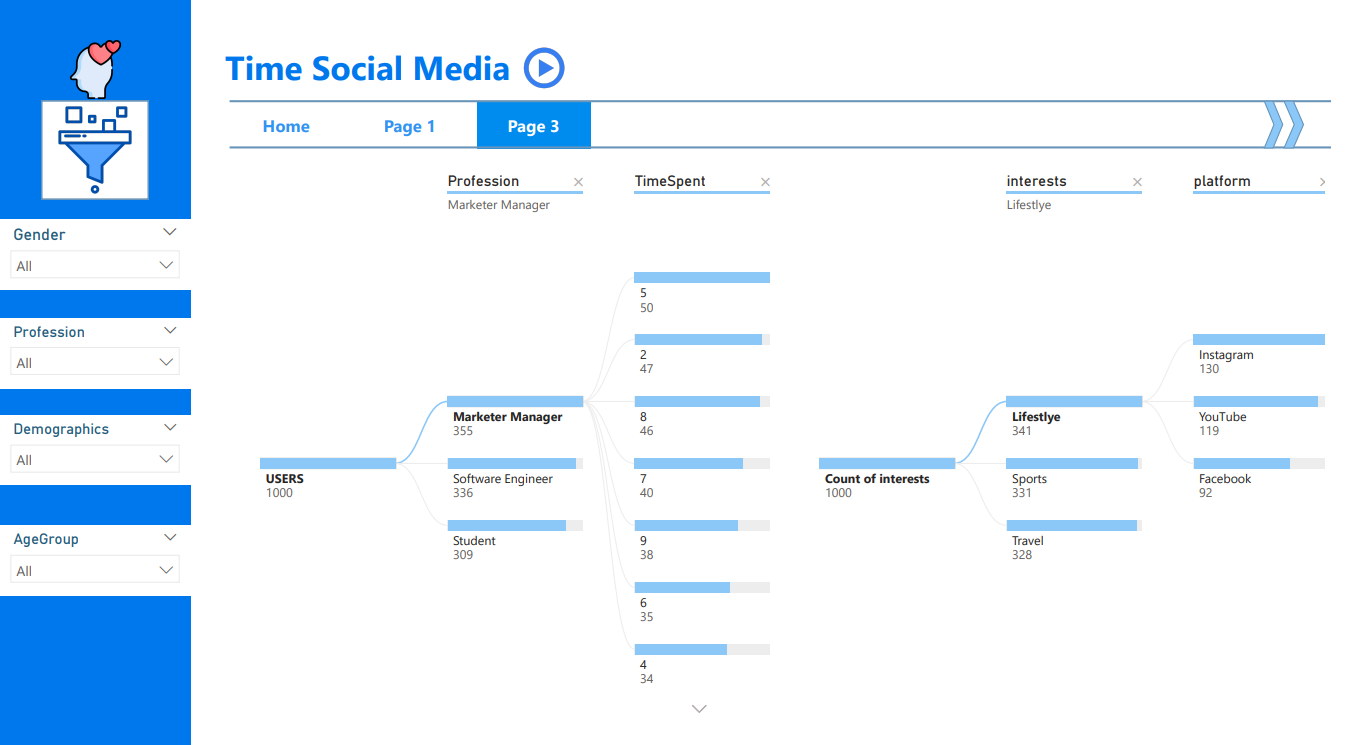 Time Social Media
Home
Page 1
Page 3
Gender
All
Profession
All
Demographics
All
AgeGroup
All
Profession
Marketer Manager
TimeSpent
USERS
1000
Marketer Manager
355
Software Engineer
336
Student
309
5
50
2
47
8
46
7
40
9
38
6
35
4
34
interests
Lifestlye
platform
Count of interests
1000
Lifestlye
341
Sports
331
Travel
328
Instagram
130
YouTube
119
Facebook
92